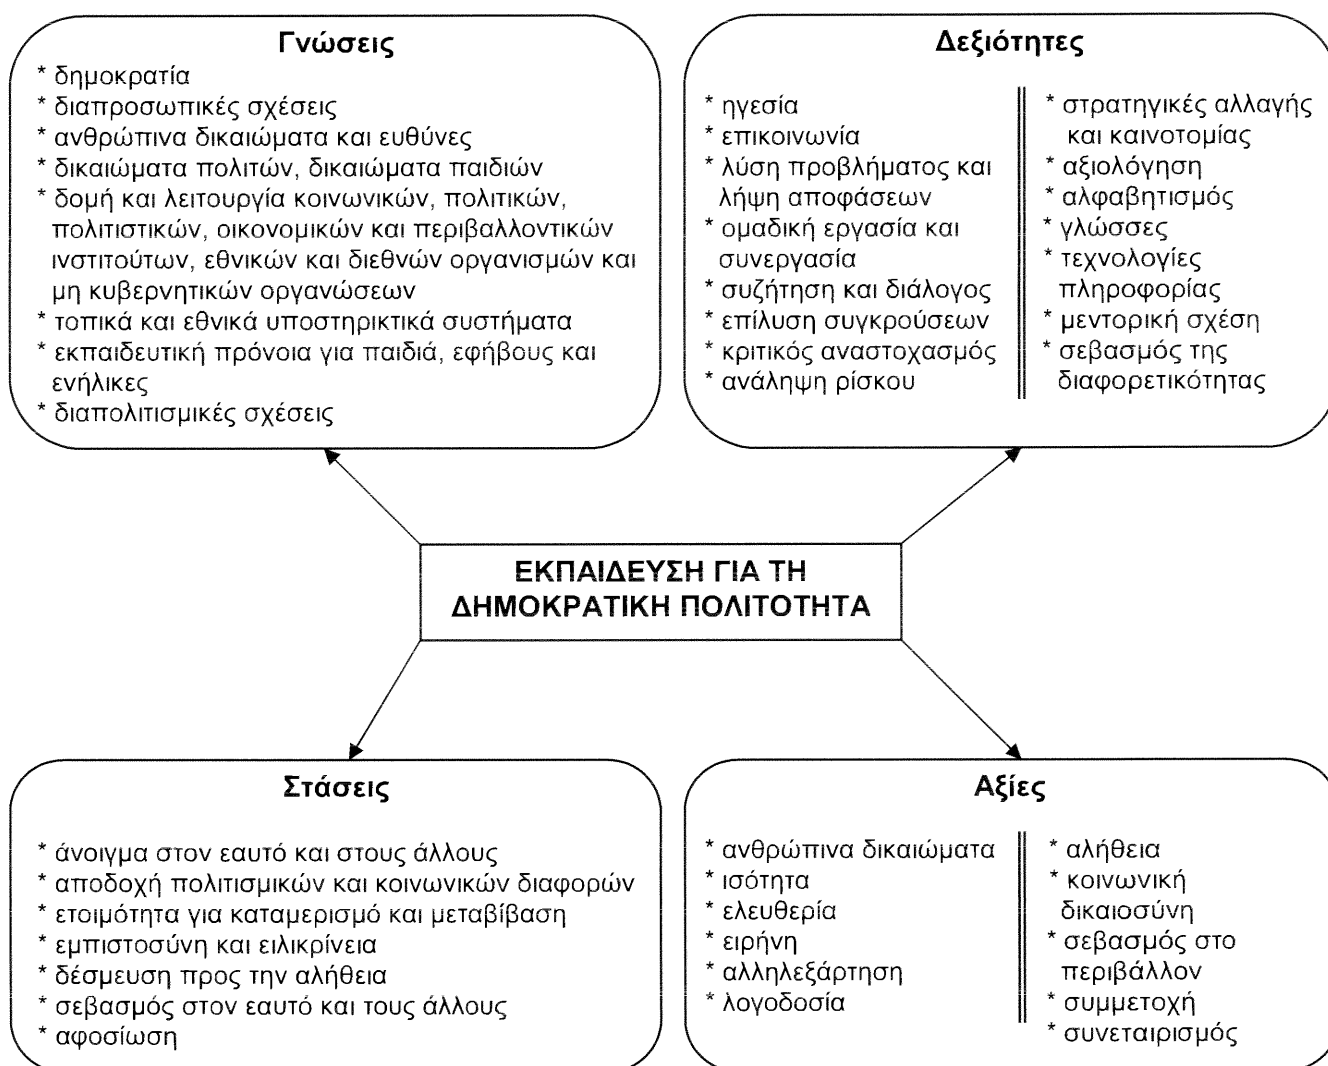 Γνώσεις
* δημοκρατία
* διαπροσωπικές σχέσεις
* ανθρώπινα δικαιώματα και ευθύνες
* δικαιώματα πολιτών, δικαιώματα παιδιών
* δομή και λειτουργία κοινωνικών, πολιτικών,
πολιτιστικών, οικονομικών και περιβαλλοντικών
ινστιτούτων, εθνικών και διεθνών οργανισμών και
μη κυβερνητικών οργανώσεων
* τοπικά και εθνικά υποστηρικτικά συστήματα
* εκπαιδευτική πρόνοια για παιδιά, εφήβους και
ενήλικες
* διαπολιτισμικές σχέσεις
Δεξιότητες
* ηγεσία
* επικοινωνία
* λύση προβλήματος και
λήψη αποφάσεων
* ομαδική εργασία και
συνεργασία
* συζήτηση και διάλογος
* επίλυση συγκρούσεων
* κριτικός αναστοχασμός
* ανάληψη ρίσκου
* στρατηγικές αλλαγής
και καινοτομίας
* αξιολόγηση
* αλφαβητισμός
* γλώσσες
* τεχνολογίες
πληροφορίας
* μεντορική σχέση
* σεβασμός της
διαφορετικότητας
ΕΚΠΑΙΔΕΥΣΗ ΓΙΑ ΤΗ
ΔΗΜΟΚΡΑΤΙΚΗ ΠΟΛΙΤΟΤΗΤΑ
Στάσεις
* άνοιγμα στον εαυτό και στους άλλους
* αποδοχή πολιτισμικών και κοινωνικών διαφορών
* ετοιμότητα για καταμερισμό και μεταβίβαση
* εμπιστοσύνη και ειλικρίνεια
* δέσμευση προς την αλήθεια
* σεβασμός στον εαυτό και τους άλλους
* αφοσίωση
Αξίες
* ανθρώπινα δικαιώματα
* ισότητα
* ελευθερία
* ειρήνη
* αλληλεξάρτηση
* λογοδοσία
* αλήθεια
* κοινωνική
δικαιοσύνη
* σεβασμός στο
περιβάλλον
* συμμετοχή
* συνεταιρισμός